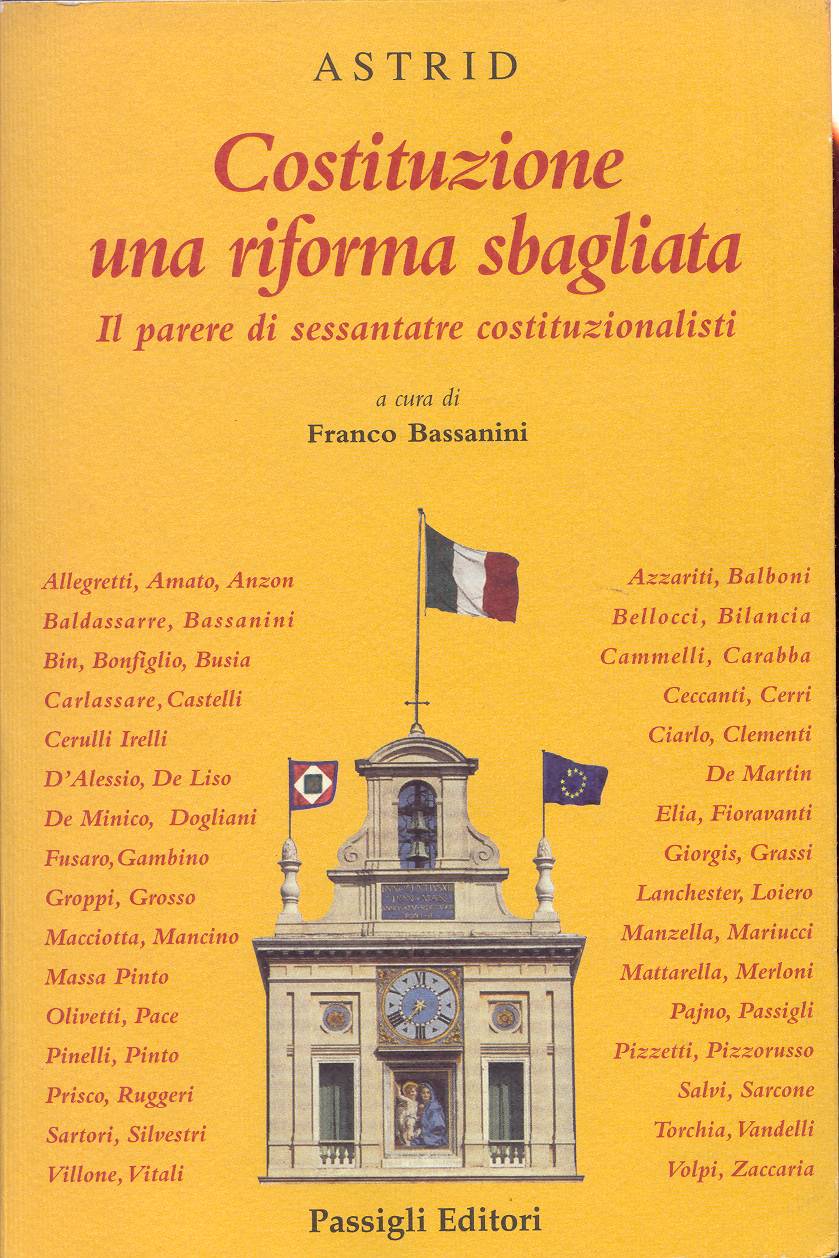 ASTRID
Costituzione
una riforma sbagliata
Il parere di sessantatre costituzionalisti
a cura di
Franco Bassanini
Allegretti, Amato, Anzon
Baldassarre, Bassanini
Bin, Bonfiglio, Busia
Carlassare, Castelli
Cerulli Irelli
D'Alessio, De Liso
De Minico, Dogliani
Fusaro, Gambino
Groppi, Grosso
Macciotta, Mancino
Massa Pinto
Olivetti, Pace
Pinelli, Pinto
Prisco, Ruggeri
Sartori, Silvestri
Villone, Vitali
Azzariti, Balboni
Bellocci, Bilancia
Cammelli, Carabba
Ceccanti, Cerri
Ciarlo, Clementi
De Martin
Elia, Fioravanti
Giorgis, Grassi
Lanchester, Loiero
Manzella, Mariucci
Mattarella, Merloni
Pajno, Passigli
Pizzetti, Pizzorusso
Salvi, Sarcone
Torchia, Vandelli
Volpi, Zaccaria
Passigli Editori